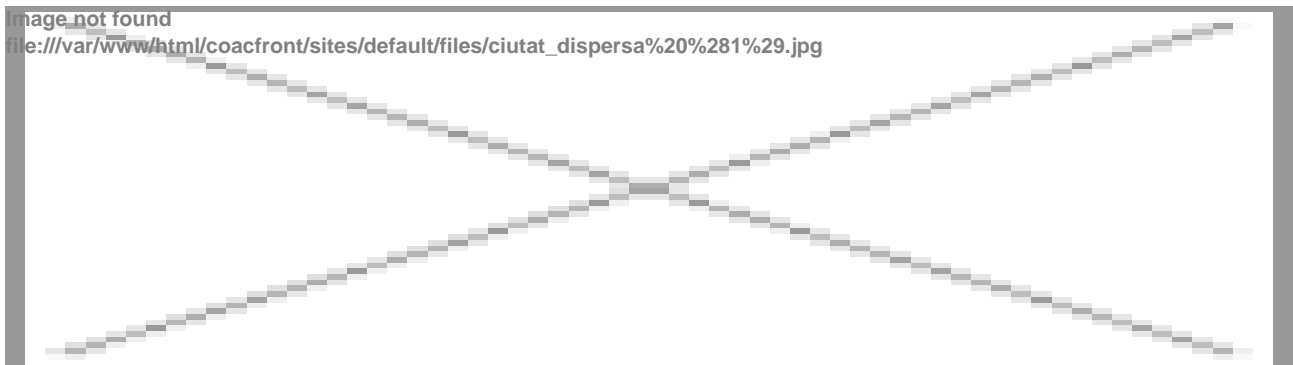 Image not found
file:///var/www/html/coacfront/sites/default/files/ciutat_dispersa%20%281%29.jpg